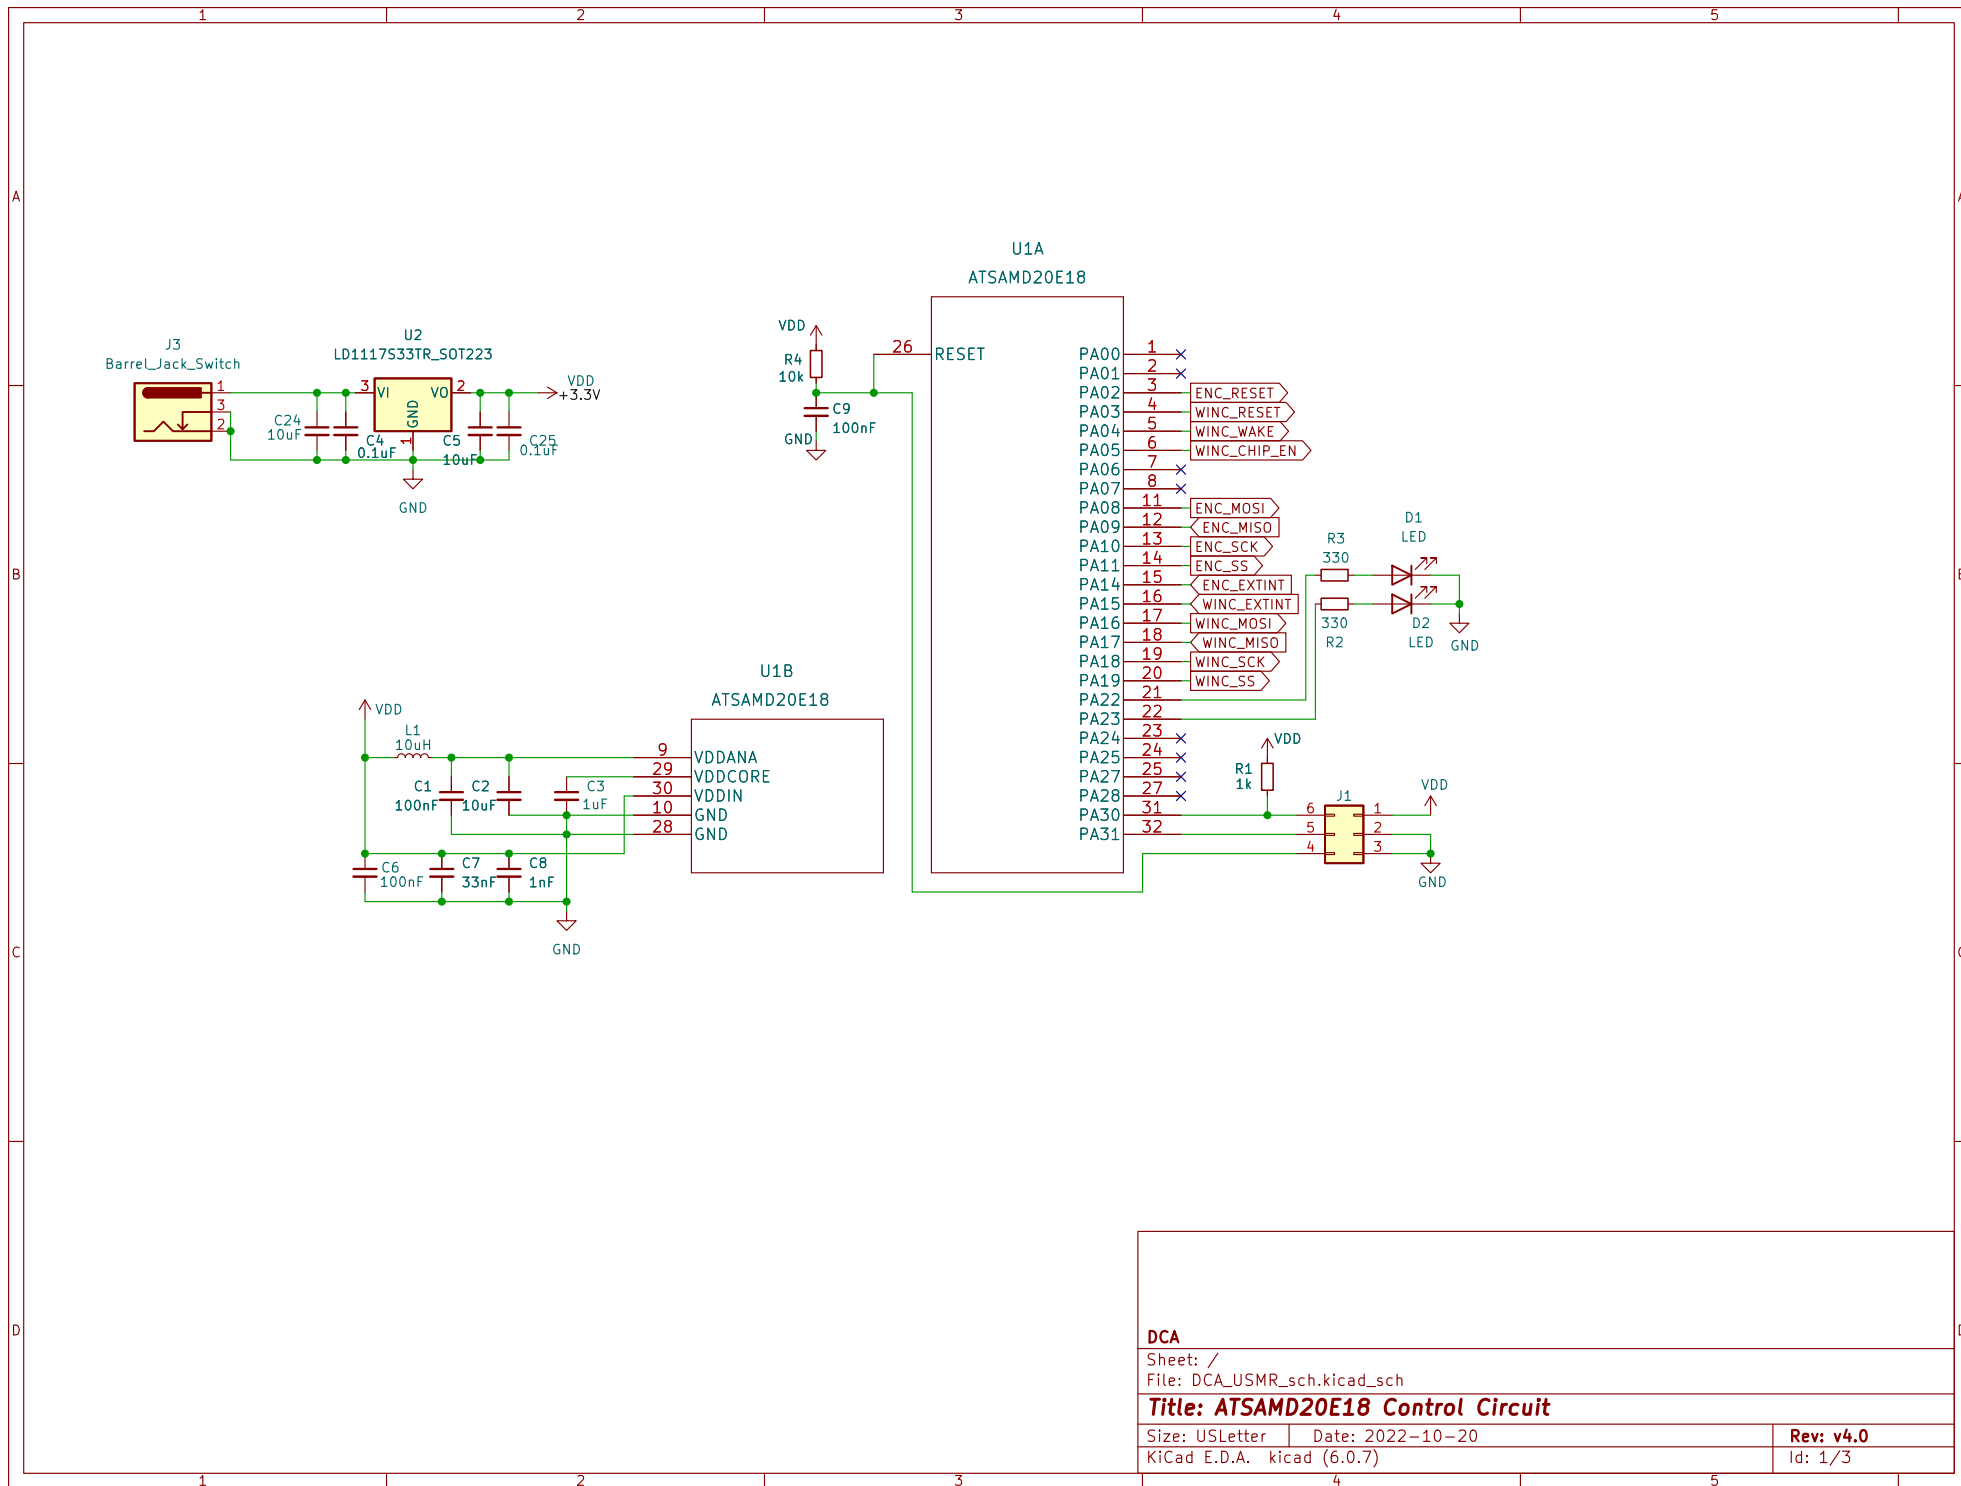 1 2 3 4 5
A
B
C
D
J3
Barrel_Jack_Switch
1
3
2
C24
10uF
C4
0.1uF
U2
LD1117S33TR_SOT223
3 VI VO 2
GND
1
C5
10uF
C25
0.1uF
VDD
+3.3V
GND
VDD
R4
10k
C9
100nF
GND
U1A
ATSAMD20E18
26 RESET
PA00 1
PA01 2
PA02 3 ENC_RESET
PA03 4 WINC_RESET
PA04 5 WINC_WAKE
PA05 6 WINC_CHIP_EN
PA06 7
PA07 8
PA08 11 ENC_MOSI
PA09 12 ENC_MISO
PA10 13 ENC_SCK
PA11 14 ENC_SS
PA14 15 ENC_EXTINT
PA15 16 WINC_EXTINT
PA16 17 WINC_MOSI
PA17 18 WINC_MISO
PA18 19 WINC_SCK
PA19 20 WINC_SS
PA22 21
PA23 22
PA24 23
PA25 24
PA27 25
PA28 27
PA30 31
PA31 32
R3
330
D1
LED
330
R2
D2
LED
GND
VDD
R1
1k
J1
6 1
5 2
4 3
VDD
GND
VDD
L1
10uH
C1
100nF
C2
10uF
C3
1uF
U1B
ATSAMD20E18
9 VDDANA
29 VDDCORE
30 VDDIN
10 GND
28 GND
C6
100nF
C7
33nF
C8
1nF
GND
DCA
Sheet: /
File: DCA_USMR_sch.kicad_sch
Title: ATSAMD20E18 Control Circuit
Size: USLetter Date: 2022-10-20 Rev: v4.0
KiCad E.D.A. kicad (6.0.7) Id: 1/3
1 2 3 4 5